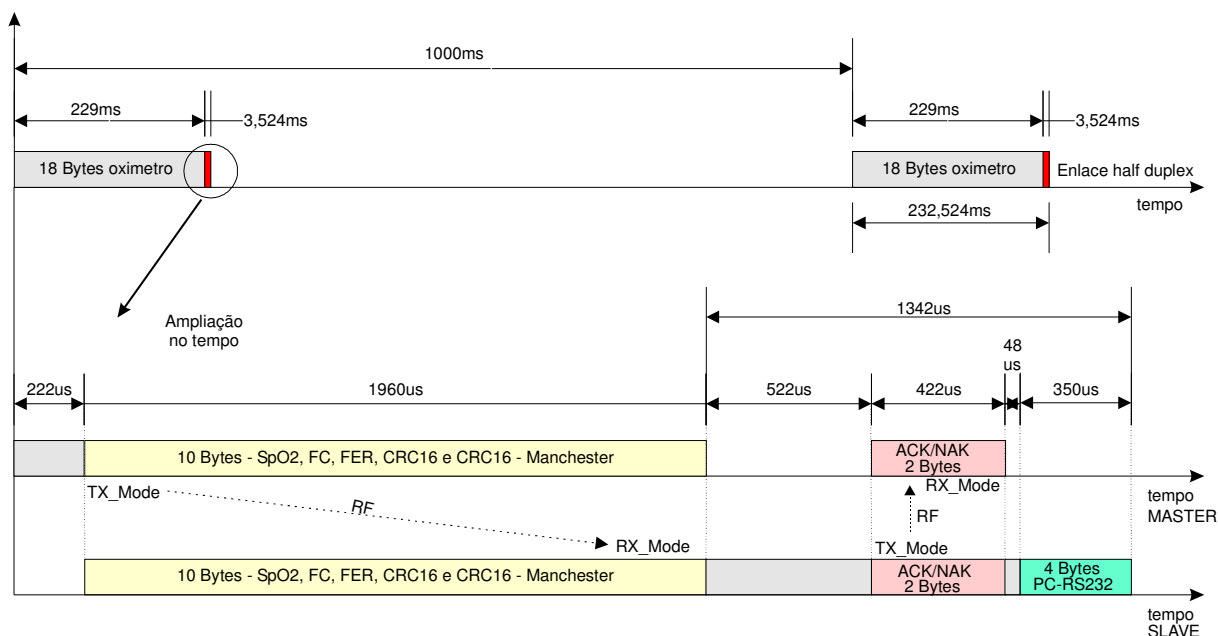 1000ms
229ms
3,524ms
229ms
3,524ms
18 Bytes oximetro
18 Bytes oximetro
Enlace half duplex
tempo
232,524ms
Ampliação
no tempo
1342us
48
us
222us
1960us
522us
422us
350us
10 Bytes - SpO2, FC, FER, CRC16 e CRC16 - Manchester
ACK/NAK
2 Bytes
TX_Mode
RF
RX_Mode
tempo
MASTER
RF
RX_Mode
TX_Mode
10 Bytes - SpO2, FC, FER, CRC16 e CRC16 - Manchester
ACK/NAK
2 Bytes
4 Bytes
PC-RS232
tempo
SLAVE